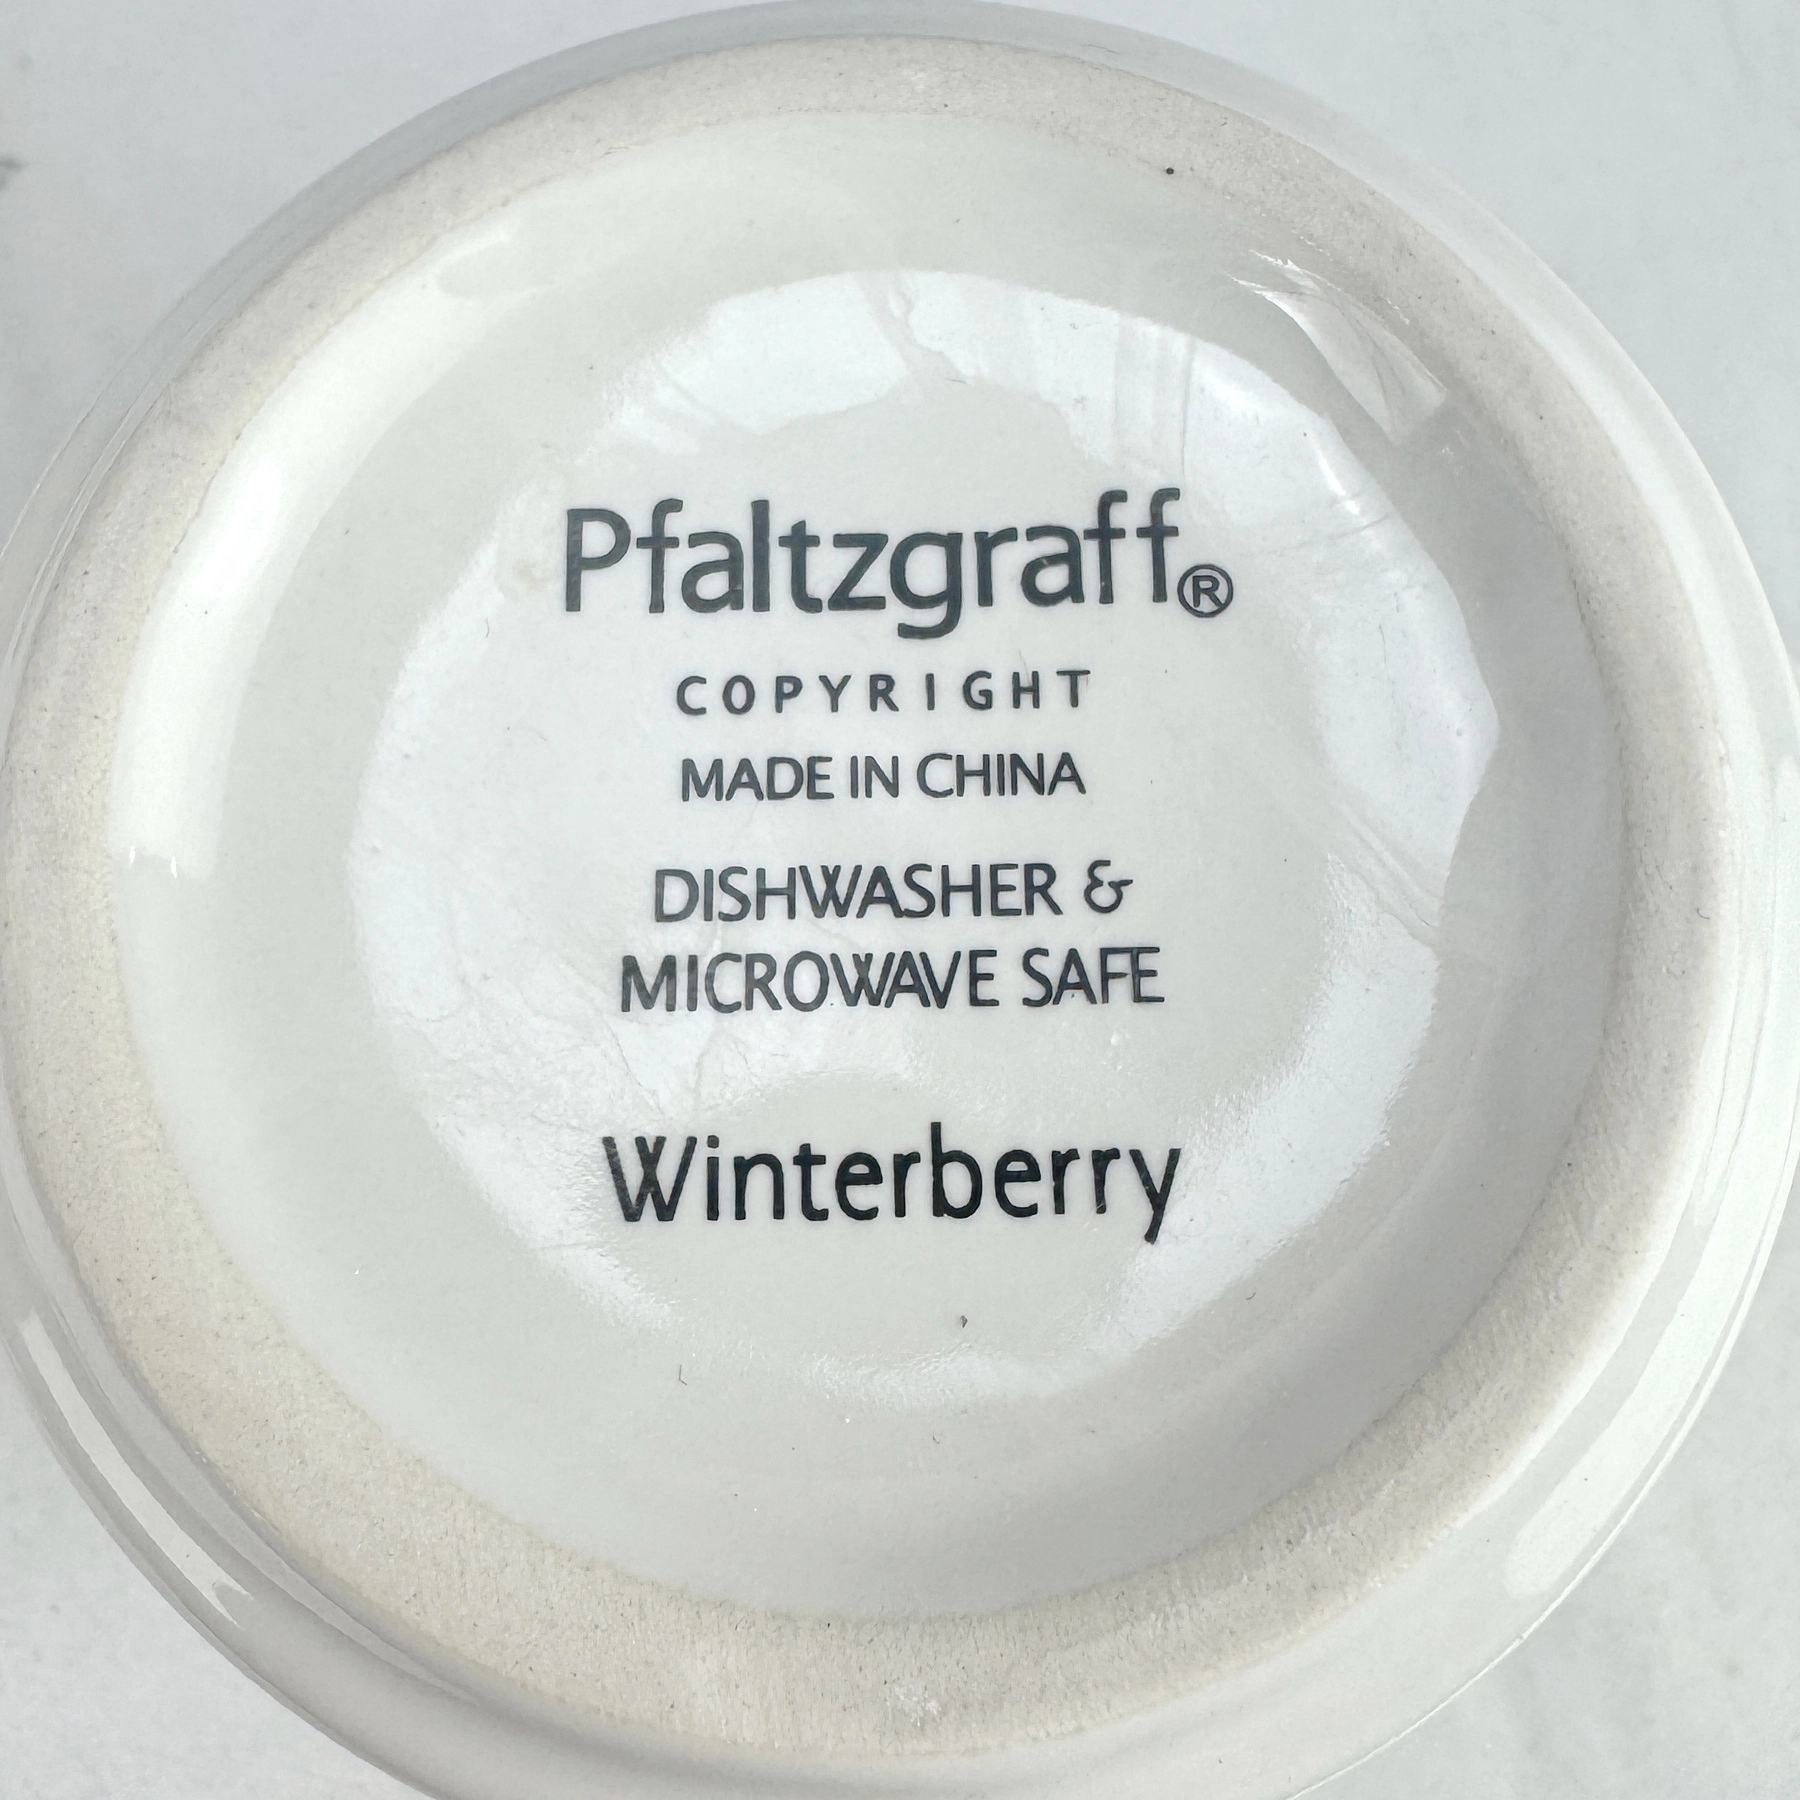 Pfaltzgraff®
COPYRIGHT
MADE IN CHINA
DISHWASHER &
MICROWAVE SAFE
Winterberry